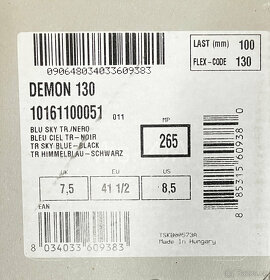 0906480340336093​83
LAST (mm) 100
FLEX-CODE 130
DEMON 130
10161100051 011
BLU SKY TR/NERO
BLEU CIEL TR-NOIR
TR SKY BLUE-BLACK
TR HIMMELBLAU-SCHWARZ
MP
265
UK EU US
7,5 41 1/2 8,5
EAN
8 034033 609383
Made In Hungary